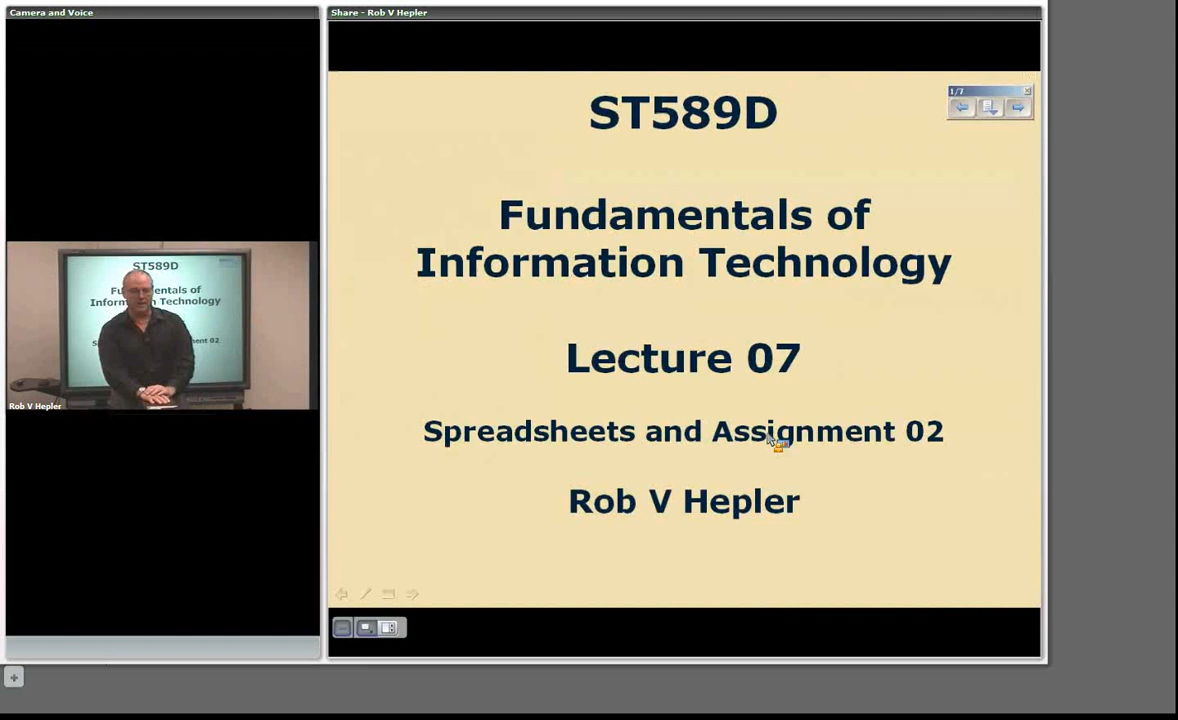 Camera and Voice
Share - Rob V Hepler
1/7
ST589D
Fundamentals of
Information Technology
Lecture 07
Spreadsheets and Assignment 02
Rob V Hepler
ST589D
Information Technology
Rob V Hepler